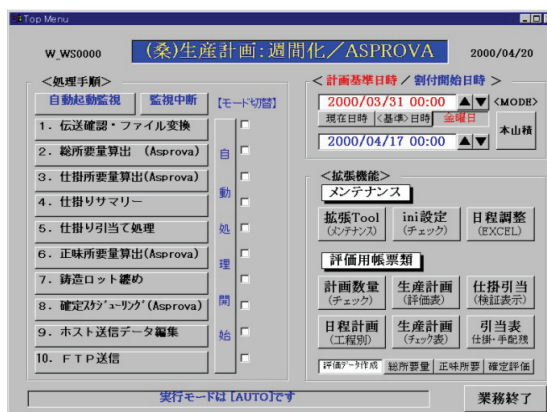 Top Menu
W_WS0000
(桑)生産計画:週間化／ASPROVA
2000/04/20
＜処理手順＞
自動起動監視
監視中断
【モード切替】
1. 伝送確認・ファイル変換
2. 総所要量算出 (Asprova)
3. 仕掛所要量算出(Asprova)
4. 仕掛りサマリー
5. 仕掛り引当て処理
6. 正味所要量算出(Asprova)
7. 鋳造ロット纏め
8. 確定ｽｹｼﾞｭｰﾘﾝｸﾞ(Asprova)
9. ホスト送信データ編集
10. ＦＴＰ送信
自動処理開始
＜計画基準日時 / 割付開始日時 ＞
2000/03/31 00:00
＜MODE＞
現在日時
<基準>日時
金曜日
本山積
2000/04/17 00:00
＜拡張機能＞
メンテナンス
拡張Tool
(ﾒﾝﾃﾅﾝｽ)
ini設定
(チェック)
日程調整
(EXCEL)
評価用帳票類
計画数量
(チェック)
生産計画
(評価表)
仕掛引当
(検証表示)
日程計画
(工程別)
生産計画
(ﾁｪｯｸ表)
引当表
仕掛・手配残
評価ﾃﾞｰﾀ作成
総所要量
正味所要
確定評価
実行モードは [AUTO]です
業務終了